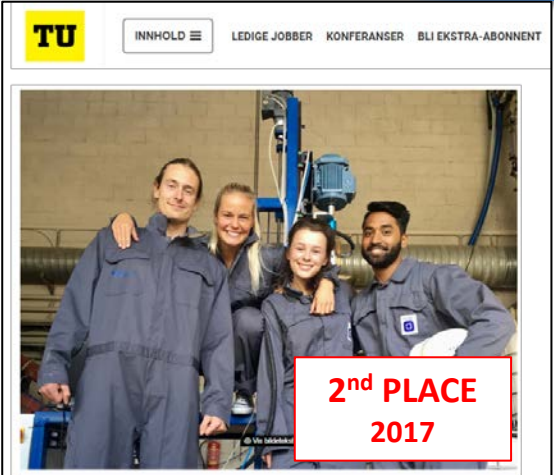 TU
INNHOLD
LEDIGE JOBBER
KONFERANSER
BLI EKSTRA-ABONNENT
2nd PLACE
2017